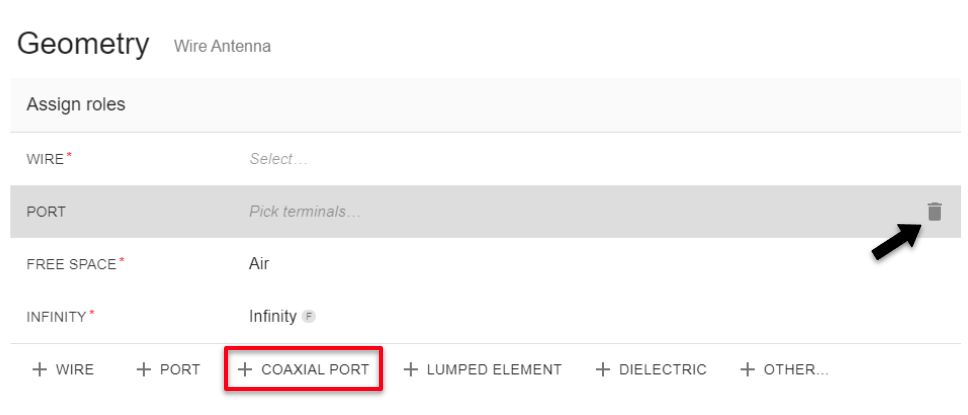 Geometry Wire Antenna
Assign roles
WIRE* Select...
PORT Pick terminals...
FREE SPACE* Air
INFINITY* Infinity F
+ WIRE + PORT + COAXIAL PORT + LUMPED ELEMENT + DIELECTRIC + OTHER...